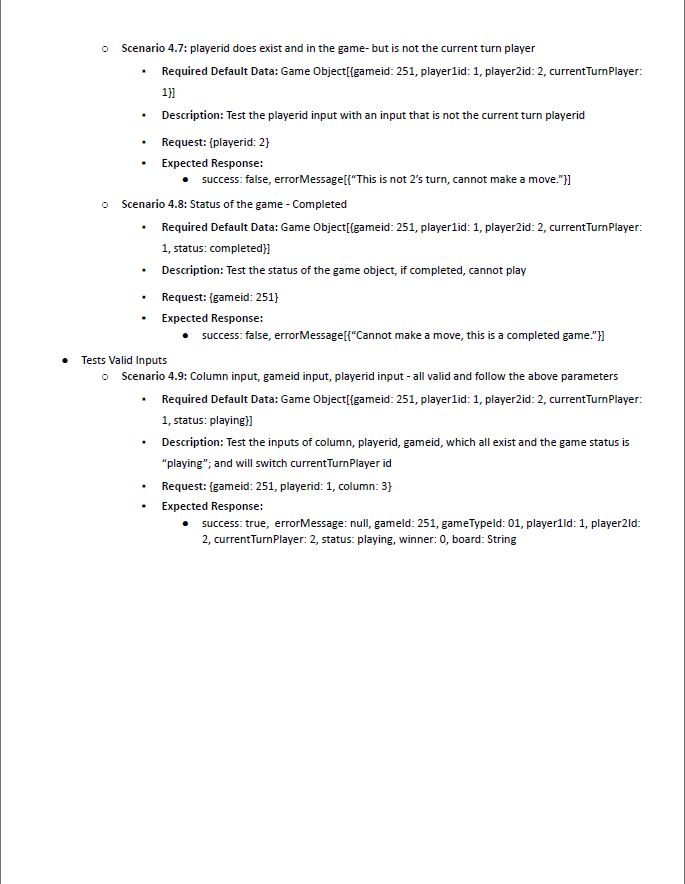 ○ Scenario 4.7: playerid does exist and in the game- but is not the current turn player
▪ Required Default Data: Game Object[{gameid: 251, player1id: 1, player2id: 2, currentTurnPlayer:
1}]
▪ Description: Test the playerid input with an input that is not the current turn playerid
▪ Request: {playerid: 2}
▪ Expected Response:
● success: false, errorMessage[{“This is not 2’s turn, cannot make a move.”}]
○ Scenario 4.8: Status of the game - Completed
▪ Required Default Data: Game Object[{gameid: 251, player1id: 1, player2id: 2, currentTurnPlayer:
1, status: completed}]
▪ Description: Test the status of the game object, if completed, cannot play
▪ Request: {gameid: 251}
▪ Expected Response:
● success: false, errorMessage[{“Cannot make a move, this is a completed game.”}]
● Tests Valid Inputs
○ Scenario 4.9: Column input, gameid input, playerid input - all valid and follow the above parameters
▪ Required Default Data: Game Object[{gameid: 251, player1id: 1, player2id: 2, currentTurnPlayer:
1, status: playing}]
▪ Description: Test the inputs of column, playerid, gameid, which all exist and the game status is
“playing”; and will switch currentTurnPlayer id
▪ Request: {gameid: 251, playerid: 1, column: 3}
▪ Expected Response:
● success: true, errorMessage: null, gameId: 251, gameTypeId: 01, player1Id: 1, player2Id:
2, currentTurnPlayer: 2, status: playing, winner: 0, board: String